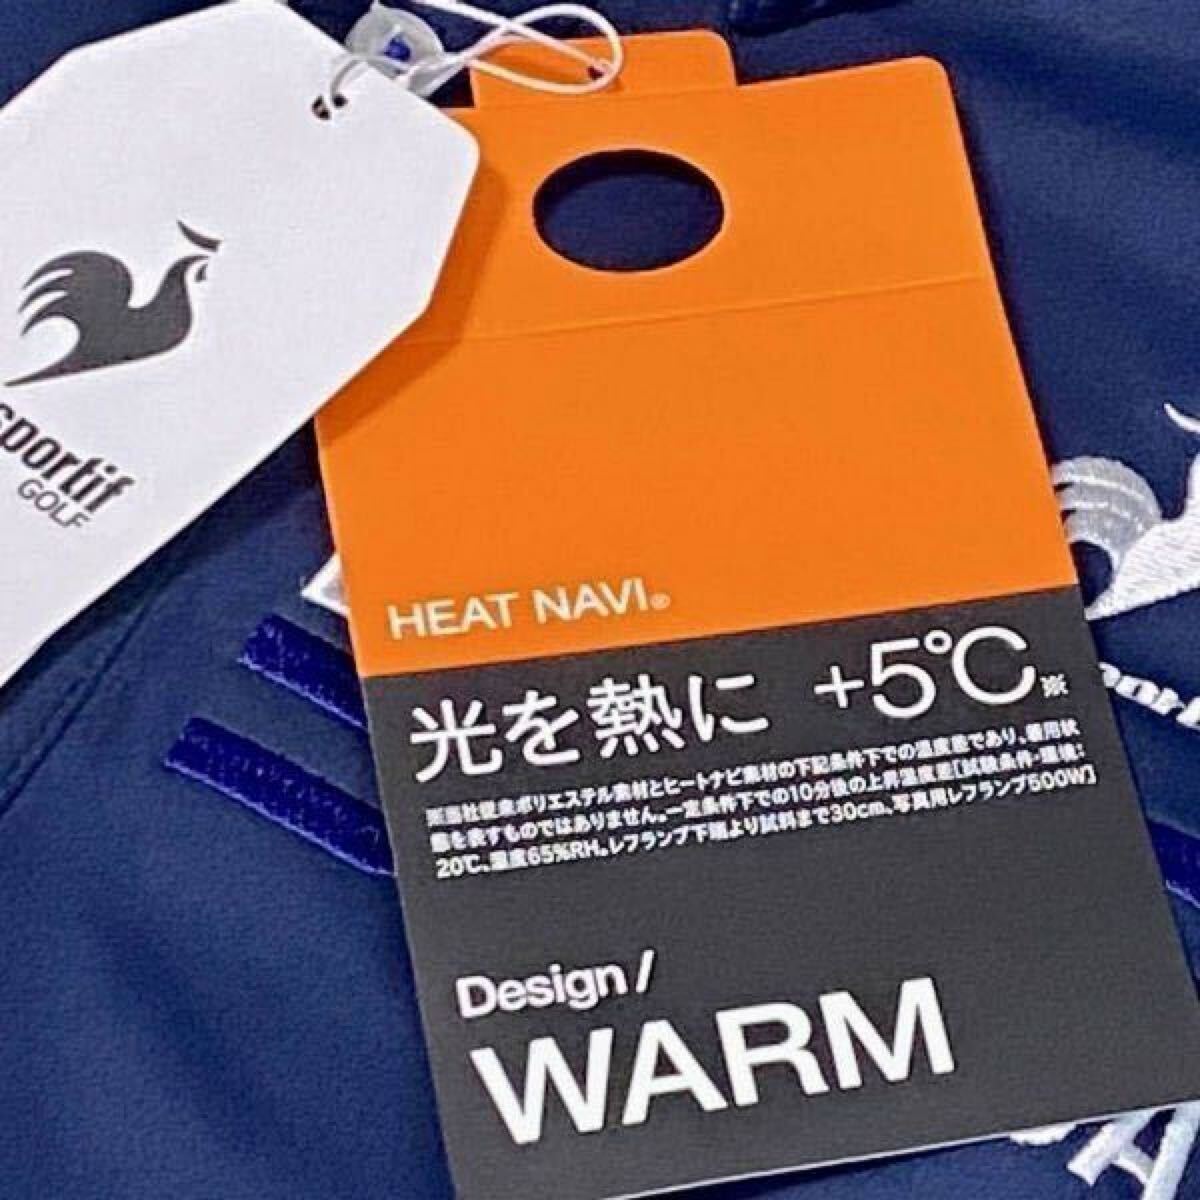 sportif
GOLF
HEAT NAVI®
光を熱に +5℃※
※当社従来ポリエステル素材とヒートナビ素材の下記条件下での温度差であり、着用状
態を表すものではありません。一定条件下での10分後の上昇温度差[試験条件・環境:
20℃、湿度65%RH。レフランプ下端より試料まで30cm、写真用レフランプ500W]
Design /
WARM